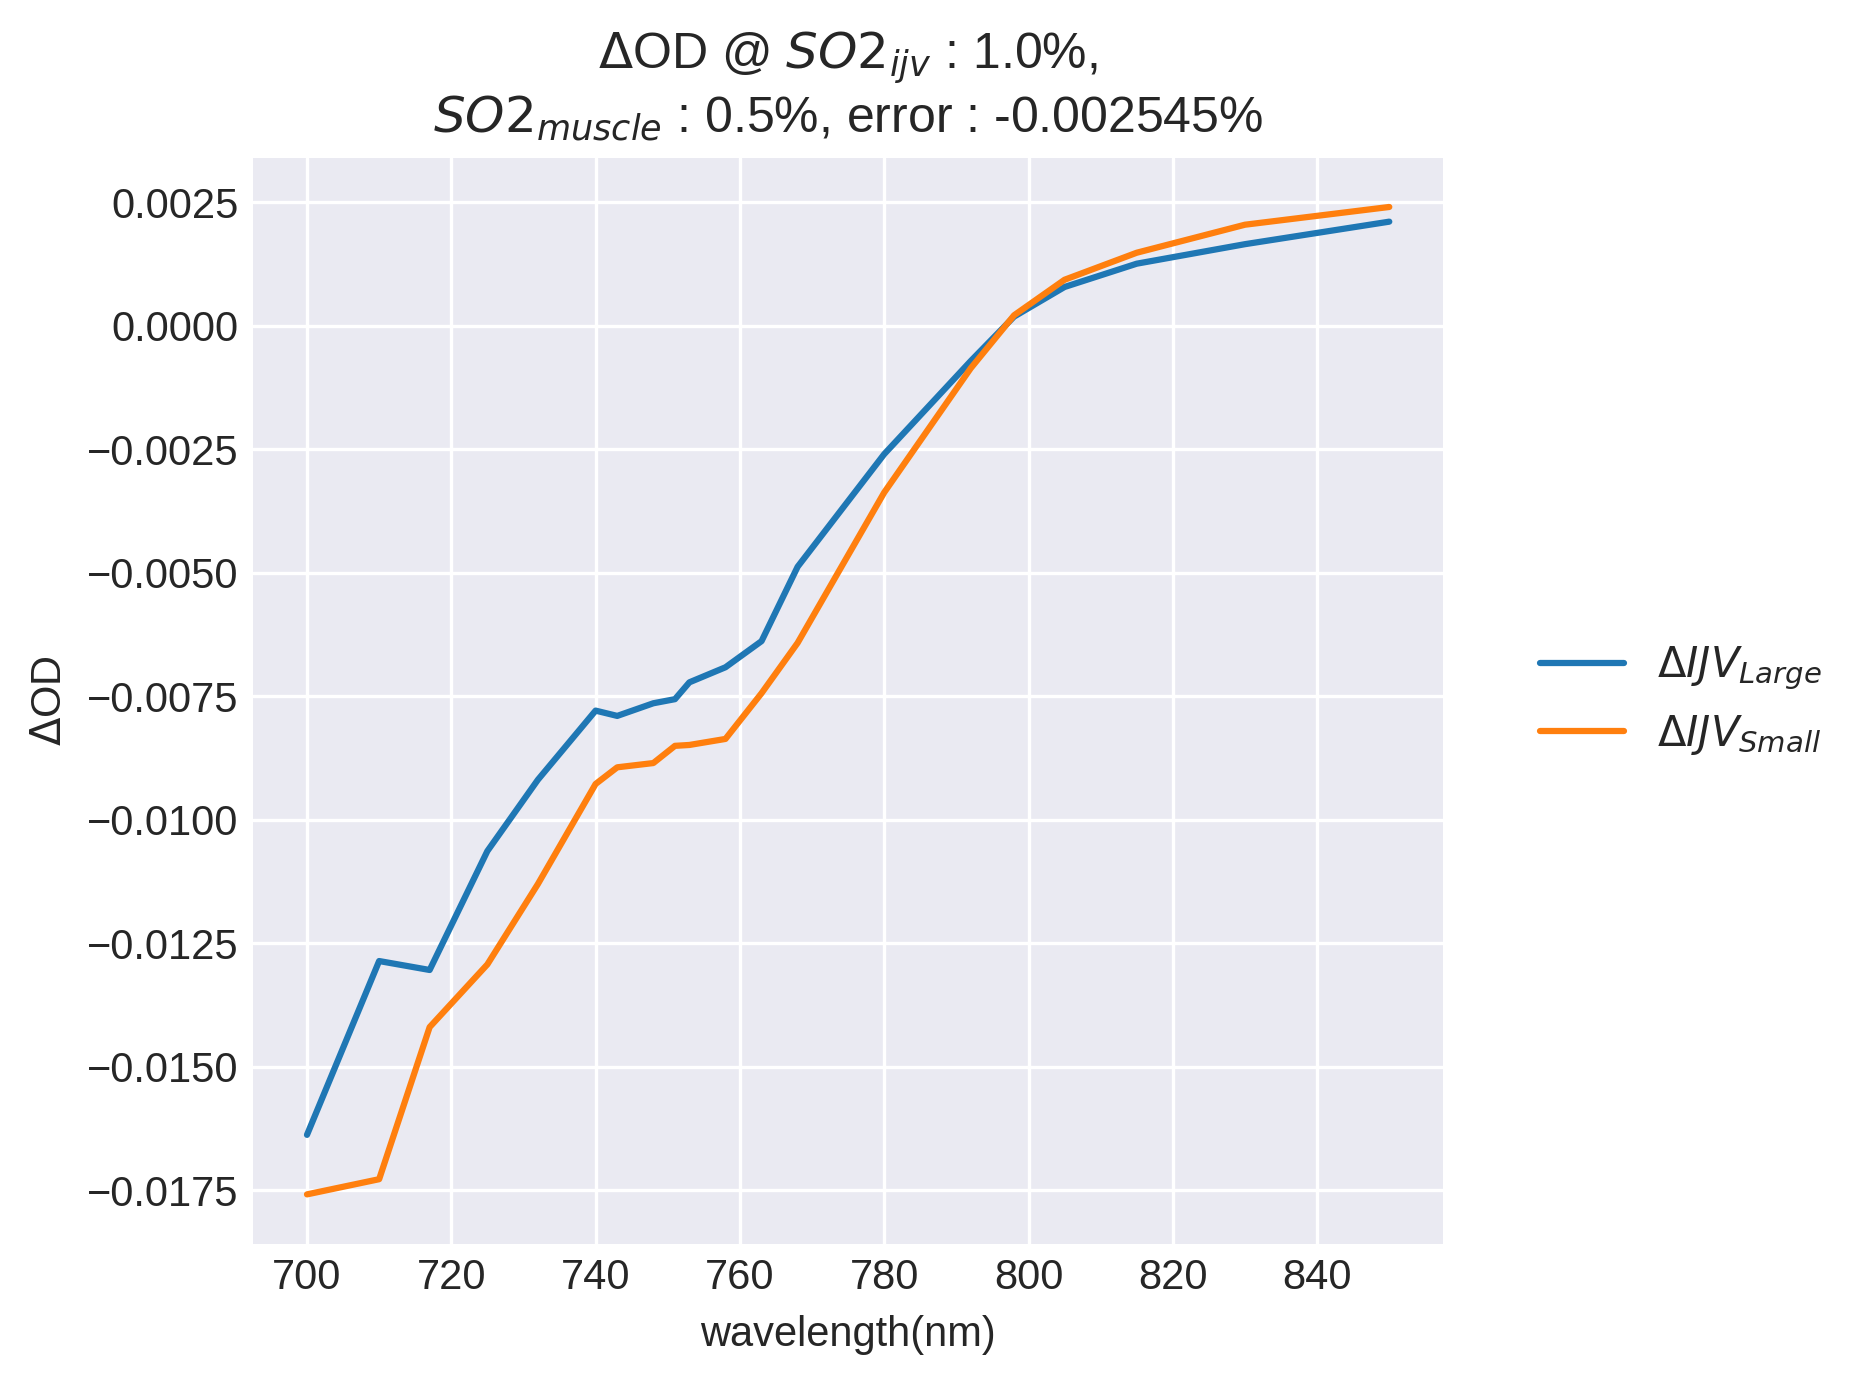 ΔOD @ SO2ijv : 1.0%,
SO2muscle : 0.5%, error : -0.002545%
0.0025
0.0000
−0.0025
−0.0050
−0.0075
−0.0100
−0.0125
−0.0150
−0.0175
ΔOD
700 720 740 760 780 800 820 840
wavelength(nm)
ΔIJVLarge
ΔIJVSmall